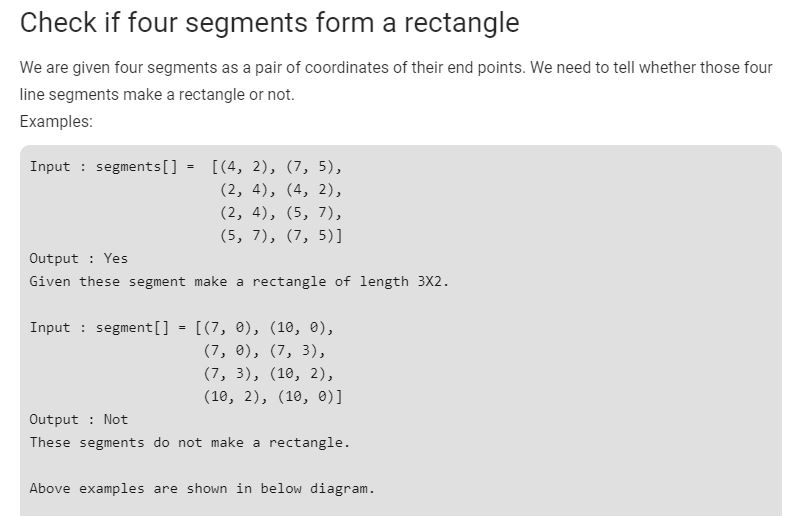 Check if four segments form a rectangle
We are given four segments as a pair of coordinates of their end points. We need to tell whether those four
line segments make a rectangle or not.
Examples:
Input : segments[] =  [(4, 2), (7, 5),
(2, 4), (4, 2),
(2, 4), (5, 7),
(5, 7), (7, 5)]
Output : Yes
Given these segment make a rectangle of length 3X2.
Input : segment[] = [(7, 0), (10, 0),
(7, 0), (7, 3),
(7, 3), (10, 2),
(10, 2), (10, 0)]
Output : Not
These segments do not make a rectangle.
Above examples are shown in below diagram.